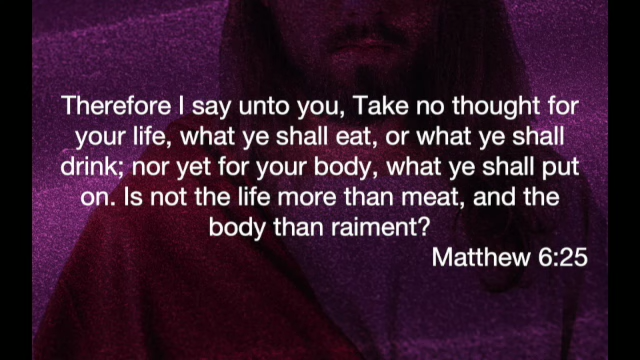 Therefore I say unto you, Take no thought for
your life, what ye shall eat, or what ye shall
drink; nor yet for your body, what ye shall put
on. Is not the life more than meat, and the
body than raiment?
Matthew 6:25